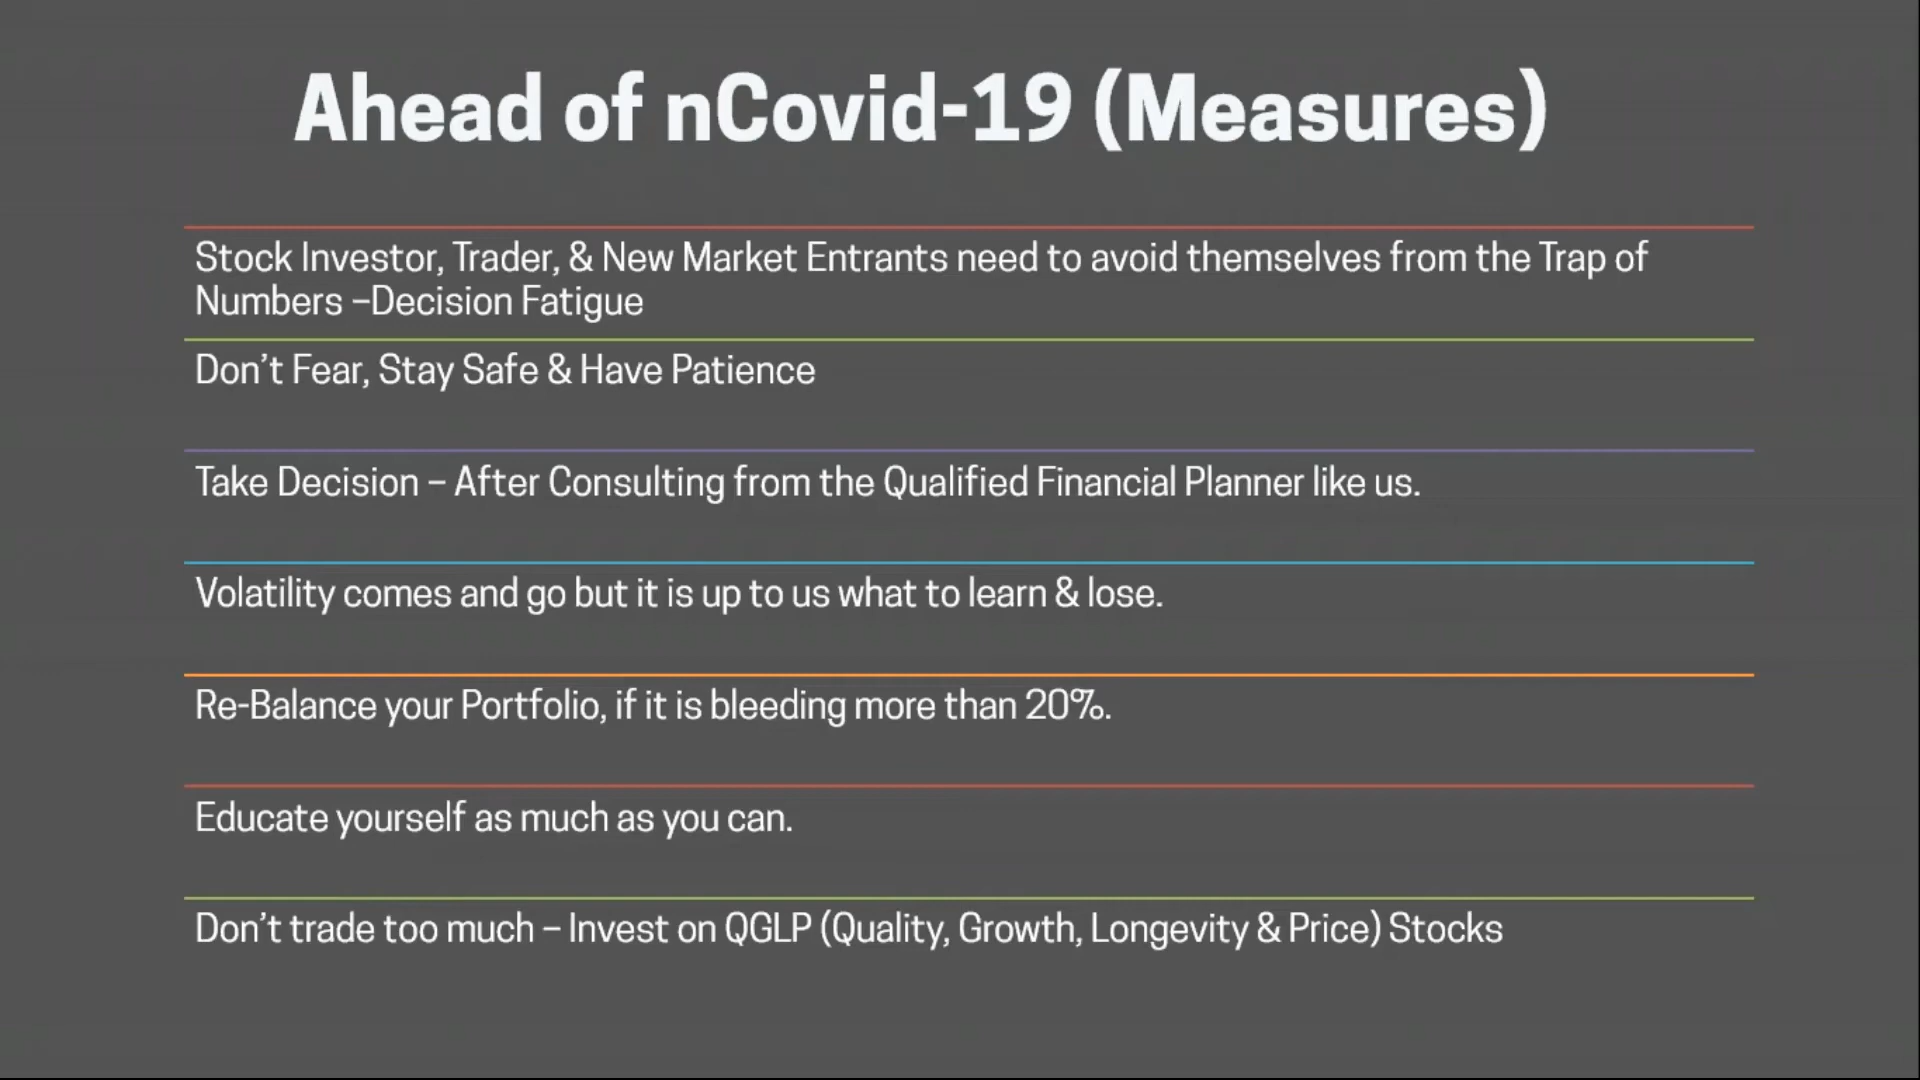 Ahead of nCovid-19 (Measures)
Stock Investor, Trader, & New Market Entrants need to avoid themselves from the Trap of
Numbers –Decision Fatigue
Don't Fear, Stay Safe & Have Patience
Take Decision – After Consulting from the Qualified Financial Planner like us.
Volatility comes and go but it is up to us what to learn & lose.
Re-Balance your Portfolio, if it is bleeding more than 20%.
Educate yourself as much as you can.
Don't trade too much – Invest on QGLP (Quality, Growth, Longevity & Price) Stocks